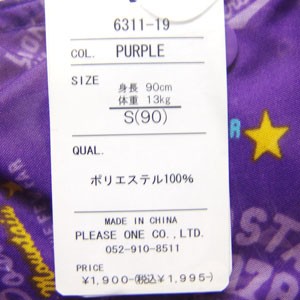 6311-19
COL. PURPLE
SIZE
身長 90cm
体重 13kg
S(90)
QUAL.
ポリエステル100%
MADE IN CHINA
PLEASE ONE CO., LTD.
052-910-8511
PRICE
¥1,900-(税込¥1,995-)
Mountain